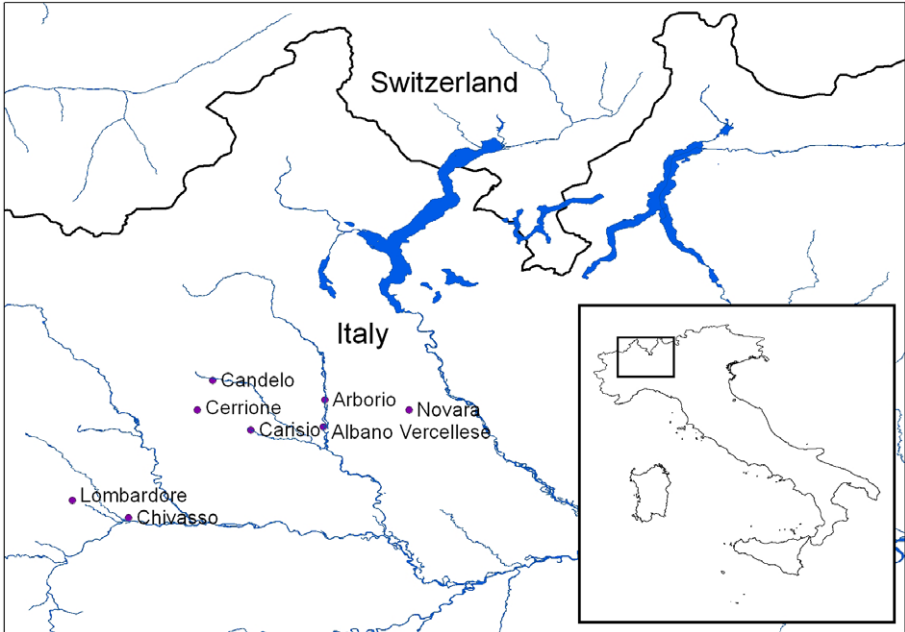 Switzerland
Italy
Candelo
Cerrione
Arborio
Novara
Carisio
Albano Vercellese
Lombardore
Chivasso